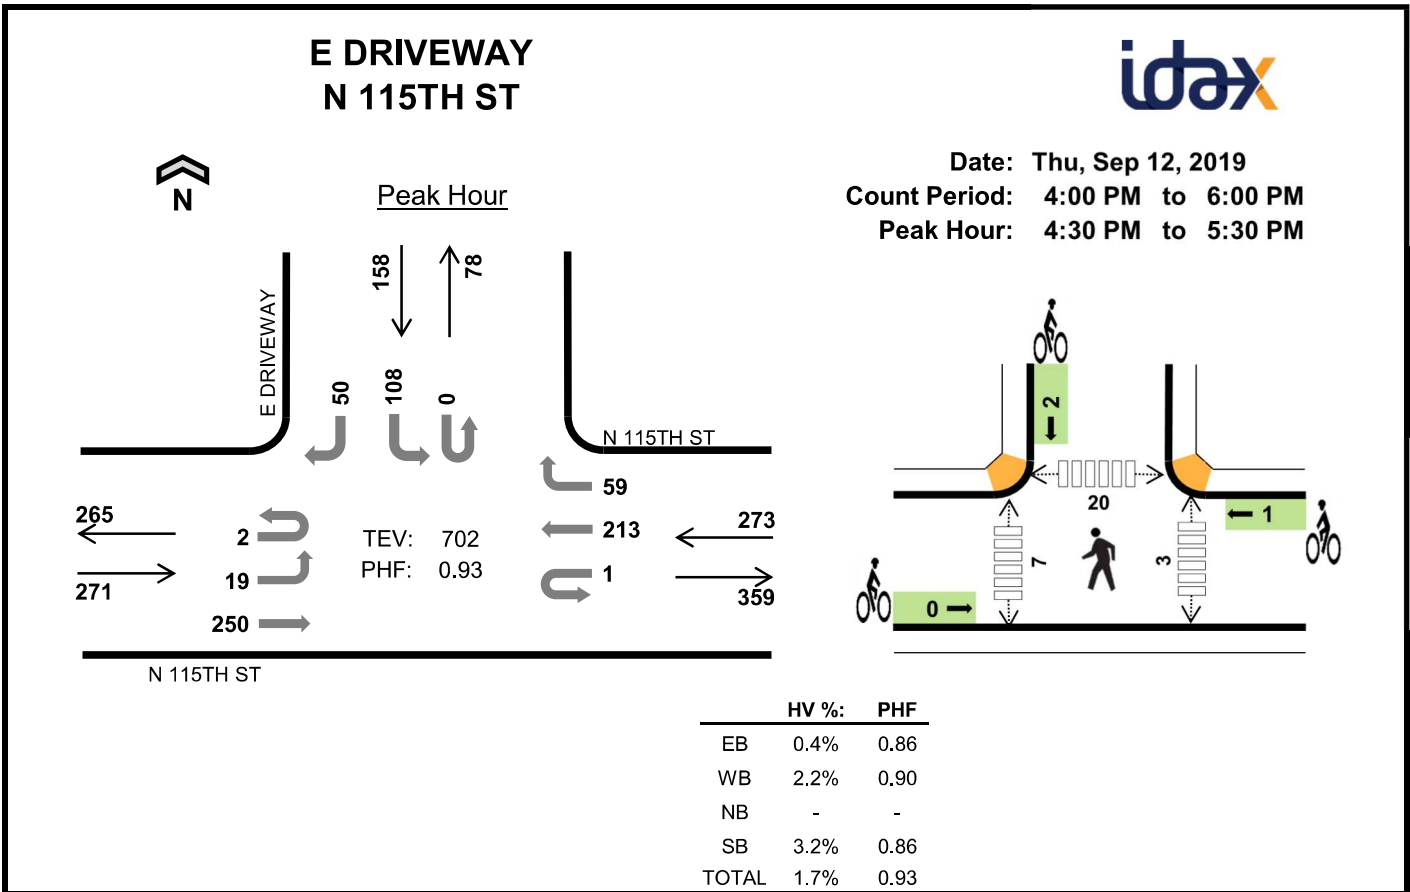 E DRIVEWAY
N 115TH ST
idax
Date: Thu, Sep 12, 2019
Count Period: 4:00 PM to 6:00 PM
Peak Hour: 4:30 PM to 5:30 PM
N
Peak Hour
158
78
E DRIVEWAY
50
108
0
N 115TH ST
59
265
2
TEV: 702
213
273
19
PHF: 0.93
1
271
359
250
N 115TH ST
2
20
1
7
3
0
HV %: PHF
EB 0.4% 0.86
WB 2.2% 0.90
NB - -
SB 3.2% 0.86
TOTAL 1.7% 0.93